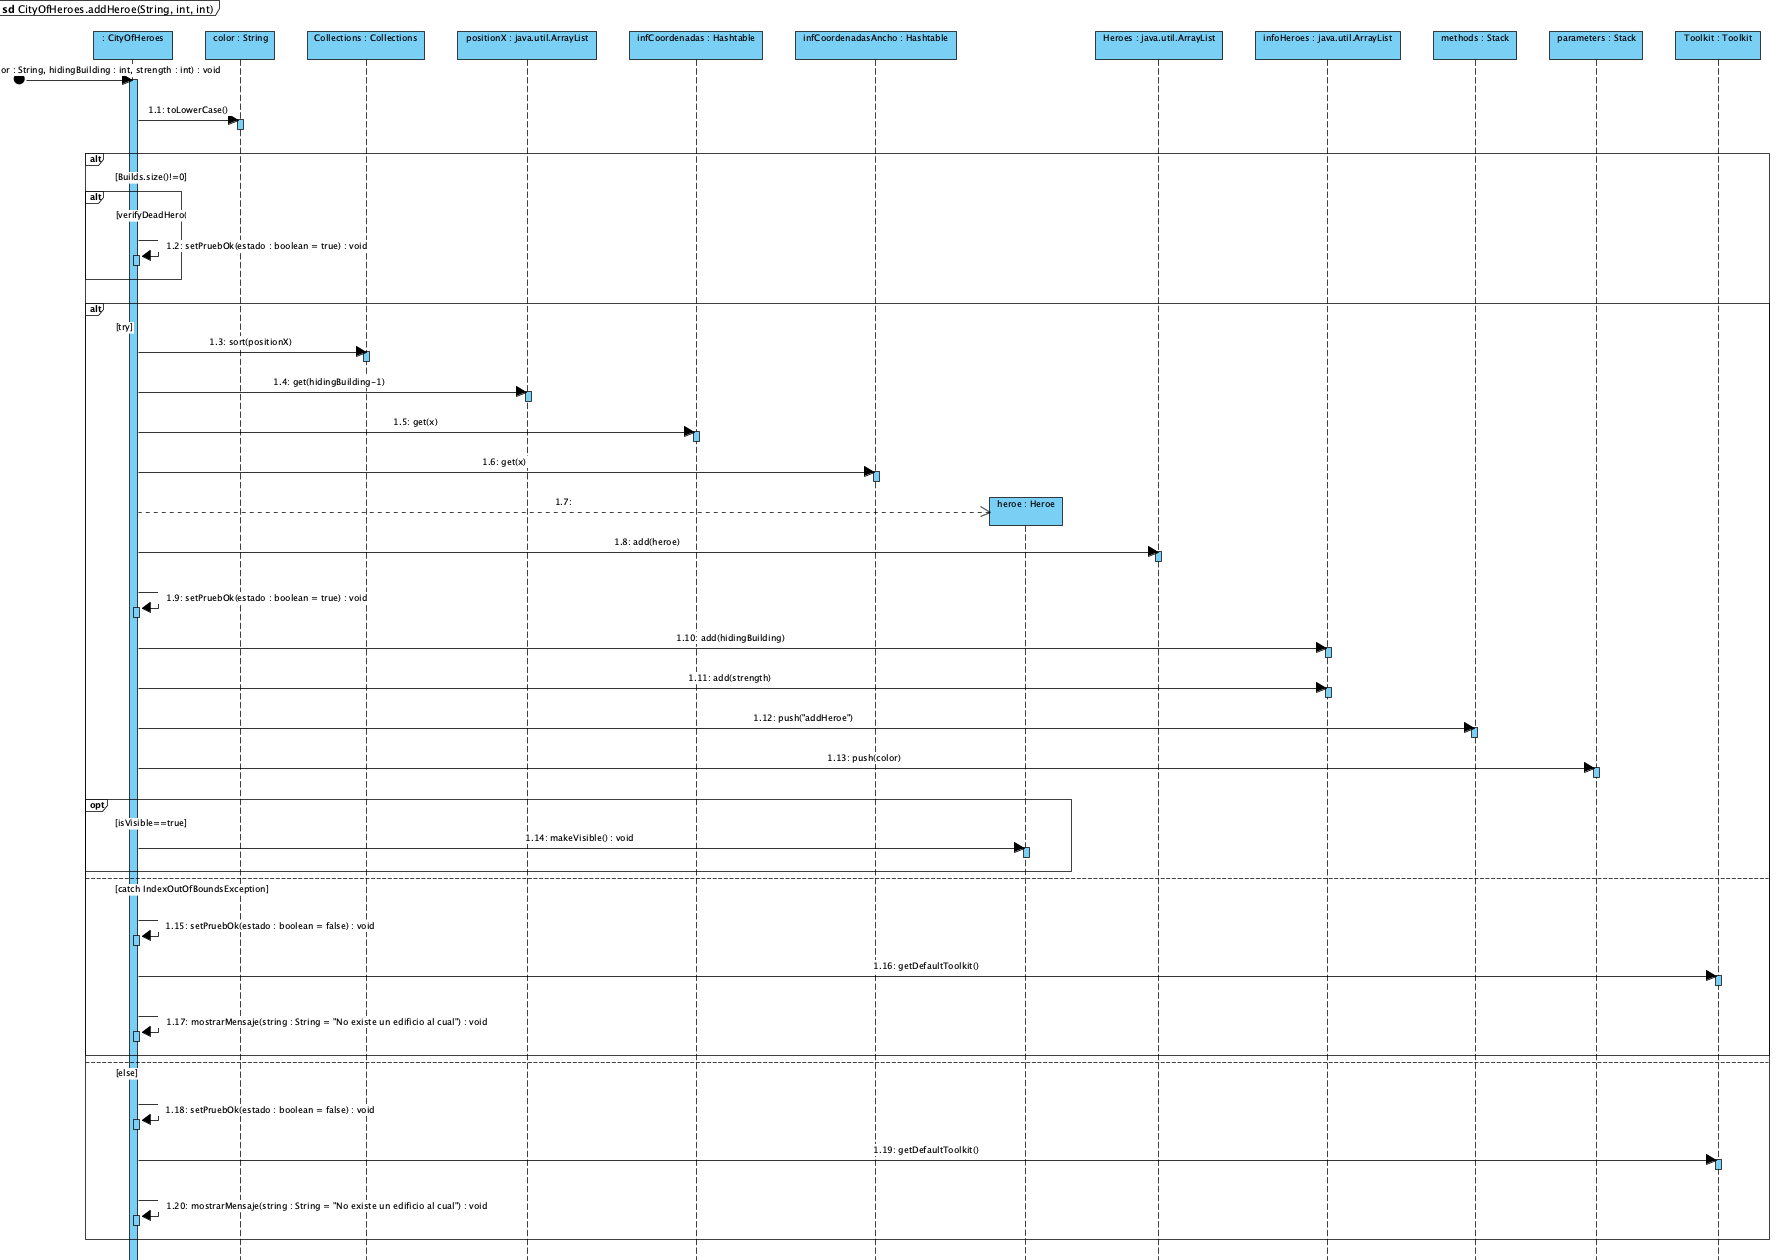 sd CityOfHeroes.addHeroe(String, int, int)
: CityOfHeroes
color : String
Collections : Collections
positionX : java.util.ArrayList
infCoordenadas : Hashtable
infCoordenadasAncho : Hashtable
Heroes : java.util.ArrayList
infoHeroes : java.util.ArrayList
methods : Stack
parameters : Stack
Toolkit : Toolkit
or : String, hidingBuilding : int, strength : int) : void
1.1: toLowerCase()
alt
[Builds.size()!=0]
alt
[verifyDeadHero(
1.2: setPruebOk(estado : boolean = true) : void
alt
[try]
1.3: sort(positionX)
1.4: get(hidingBuilding-1)
1.5: get(x)
1.6: get(x)
1.7:
heroe : Heroe
1.8: add(heroe)
1.9: setPruebOk(estado : boolean = true) : void
1.10: add(hidingBuilding)
1.11: add(strength)
1.12: push("addHeroe")
1.13: push(color)
opt
[isVisible==true]
1.14: makeVisible() : void
[catch IndexOutOfBoundsException]
1.15: setPruebOk(estado : boolean = false) : void
1.16: getDefaultToolkit()
1.17: mostrarMensaje(string : String = "No existe un edificio al cual") : void
[else]
1.18: setPruebOk(estado : boolean = false) : void
1.19: getDefaultToolkit()
1.20: mostrarMensaje(string : String = "No existe un edificio al cual") : void